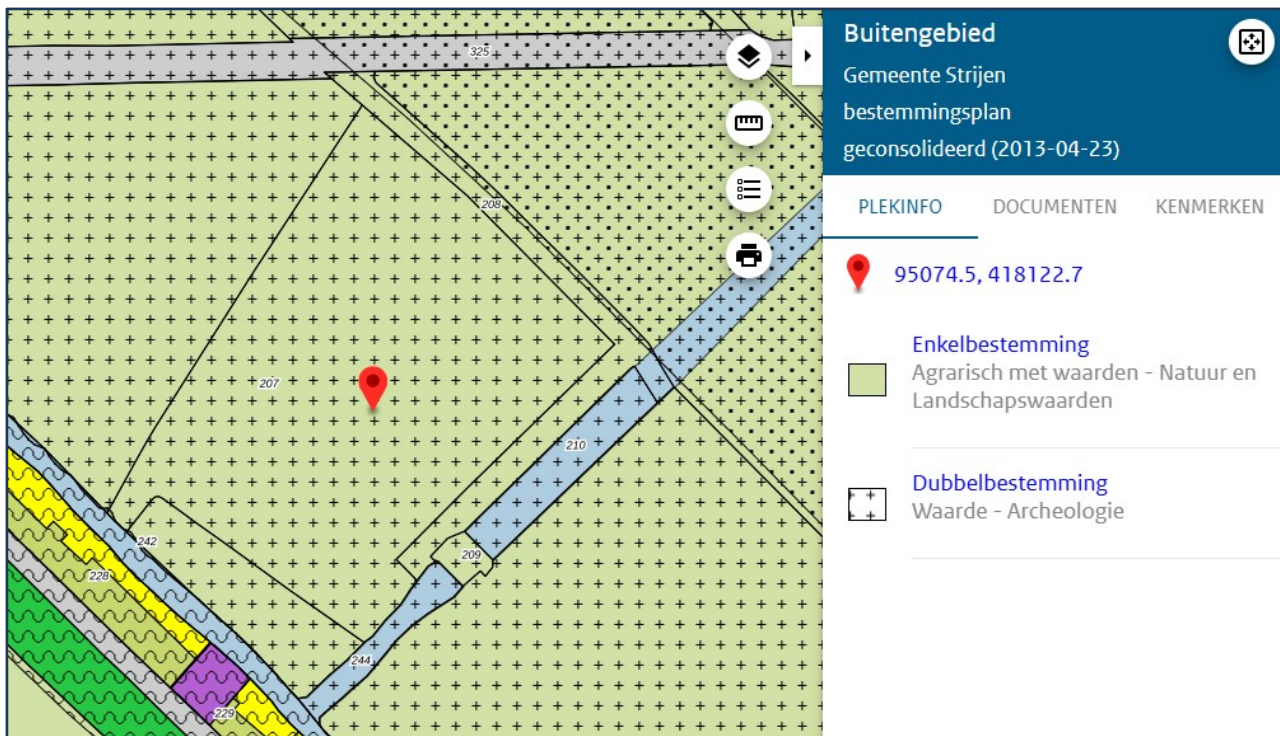 325
208
207
210
209
242
228
244
229
Buitengebied
Gemeente Strijen
bestemmingsplan
geconsolideerd (2013-04-23)
PLEKINFO DOCUMENTEN KENMERKEN
95074.5, 418122.7
Enkelbestemming
Agrarisch met waarden - Natuur en
Landschapswaarden
Dubbelbestemming
Waarde - Archeologie